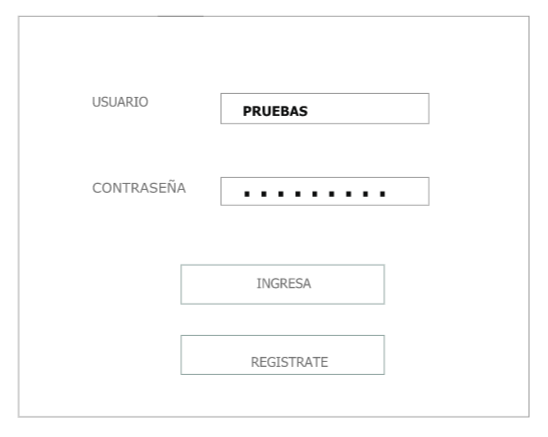 USUARIO
PRUEBAS
CONTRASEÑA
.........
INGRESA
REGISTRATE